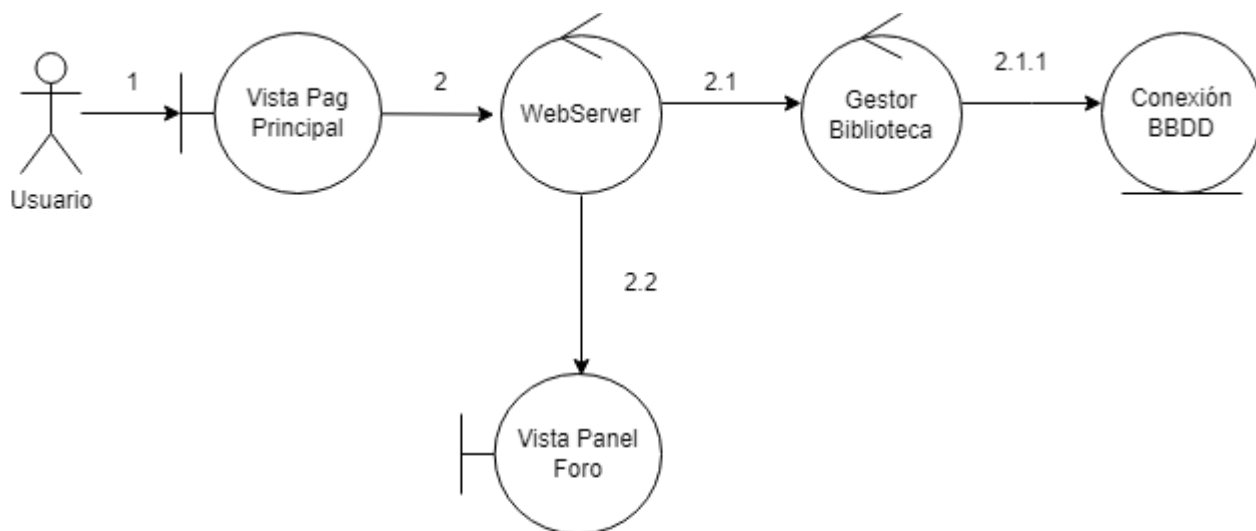 1
Usuario
Vista Pag
Principal
2
WebServer
2.1
Gestor
Biblioteca
2.1.1
Conexión
BBDD
2.2
Vista Panel
Foro